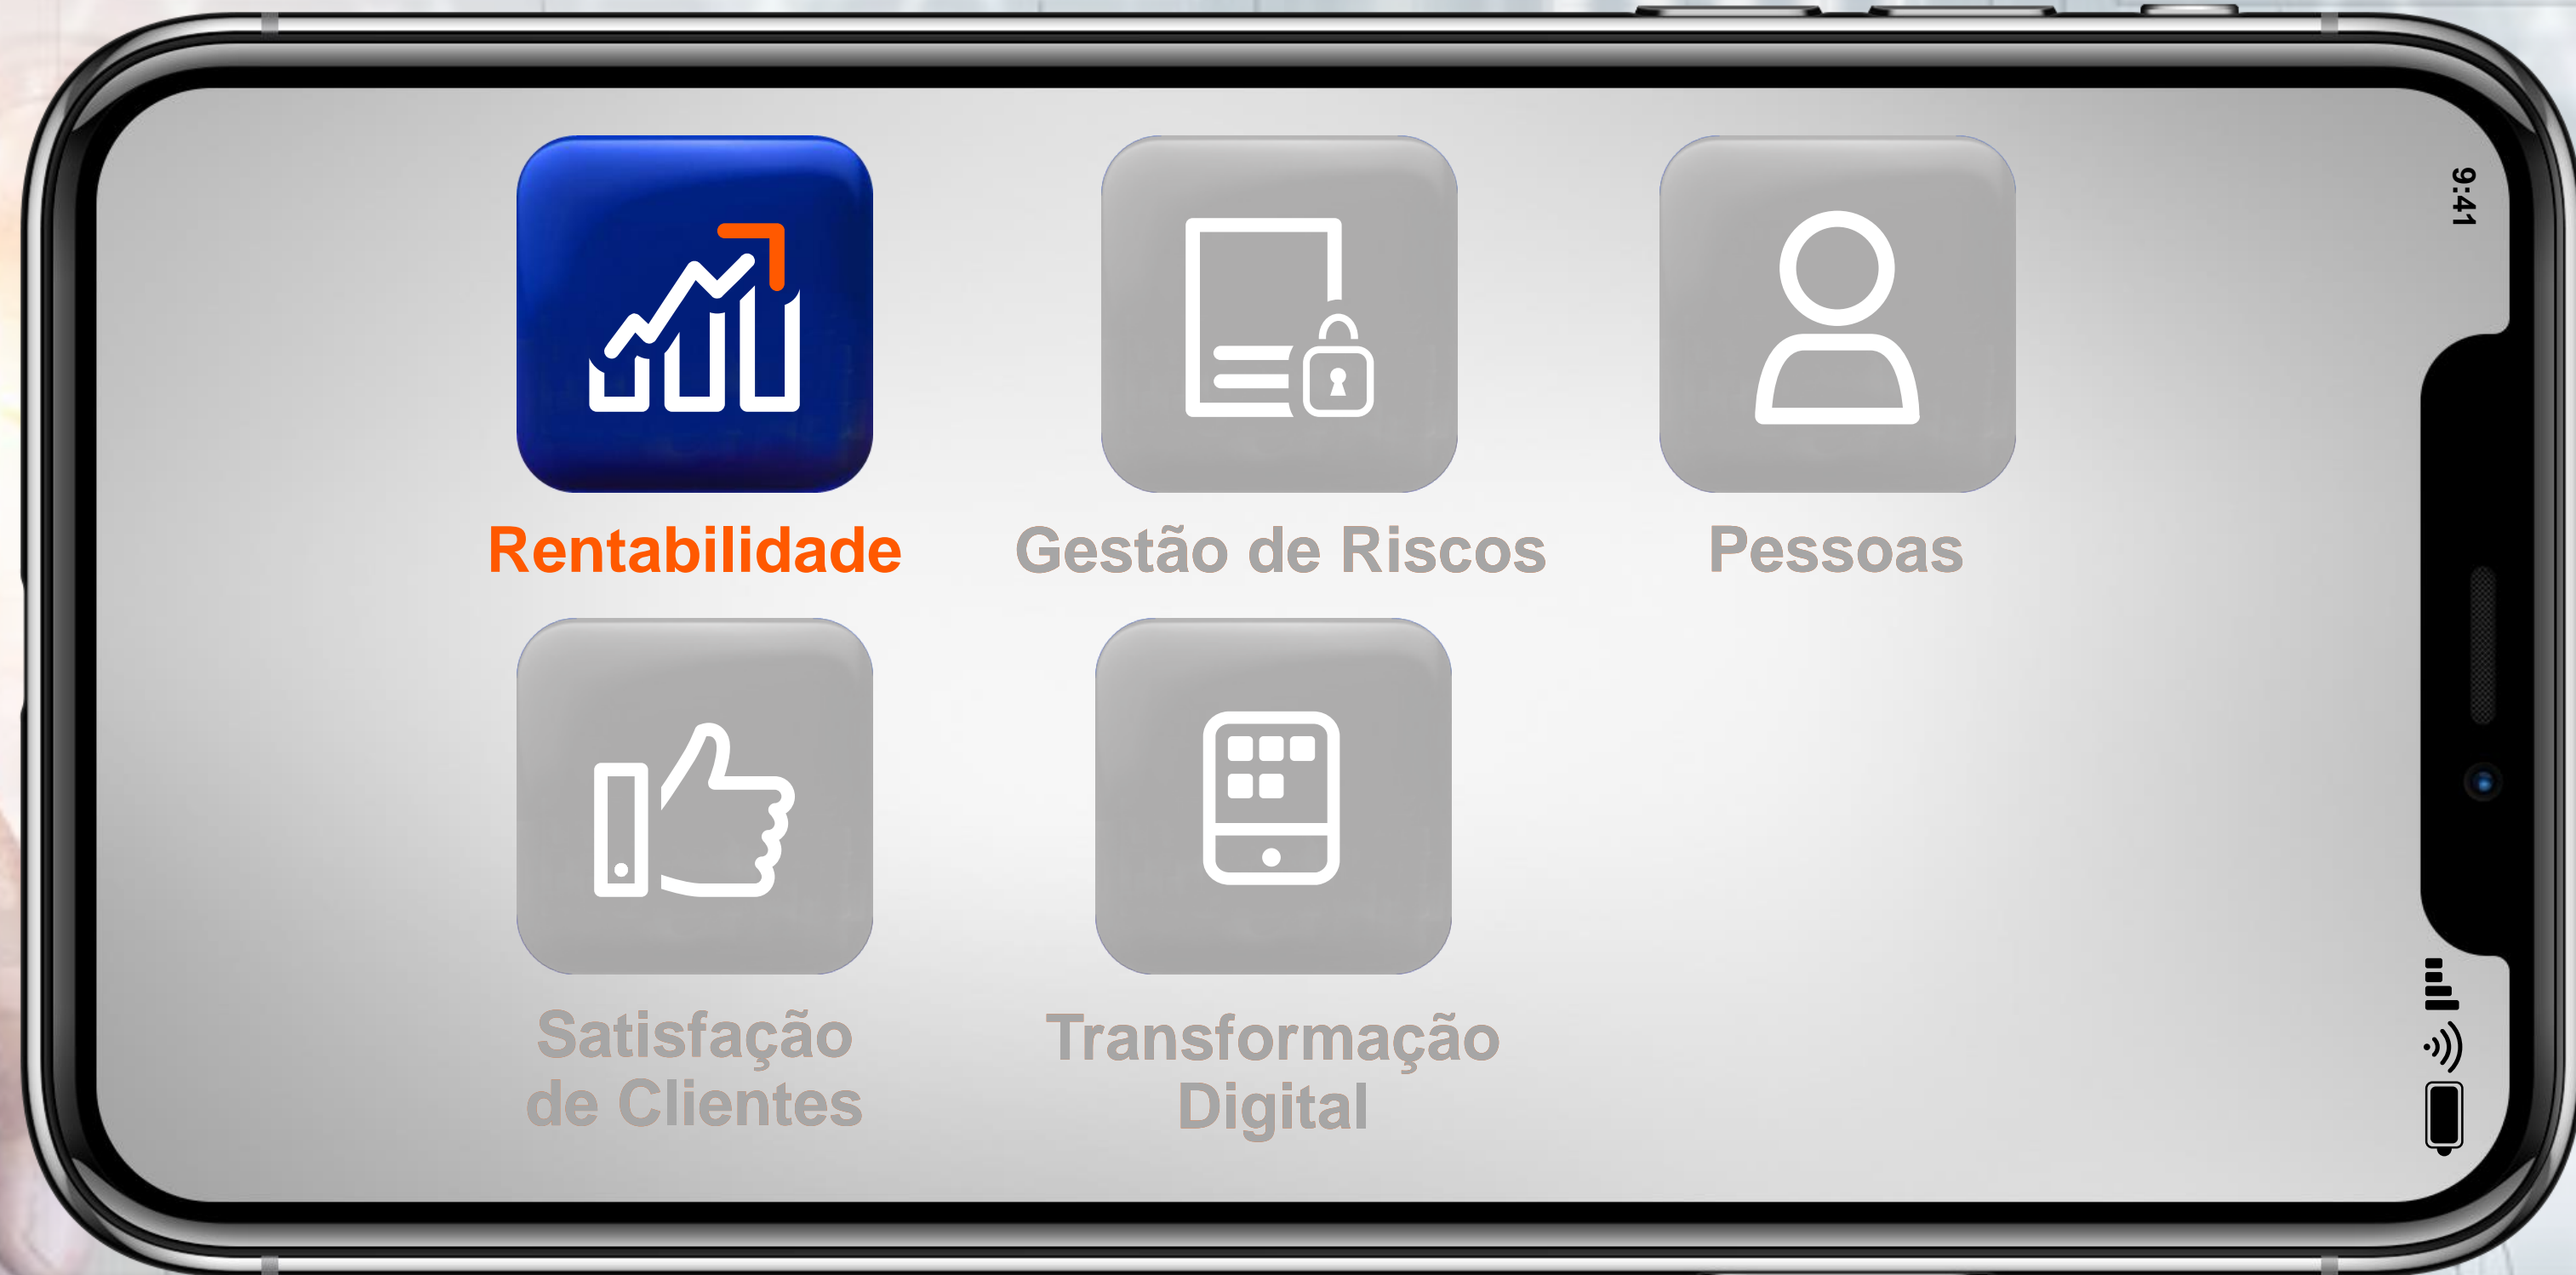 9:41
Rentabilidade
Gestão de Riscos
Pessoas
Satisfação
de Clientes
Transformação
Digital